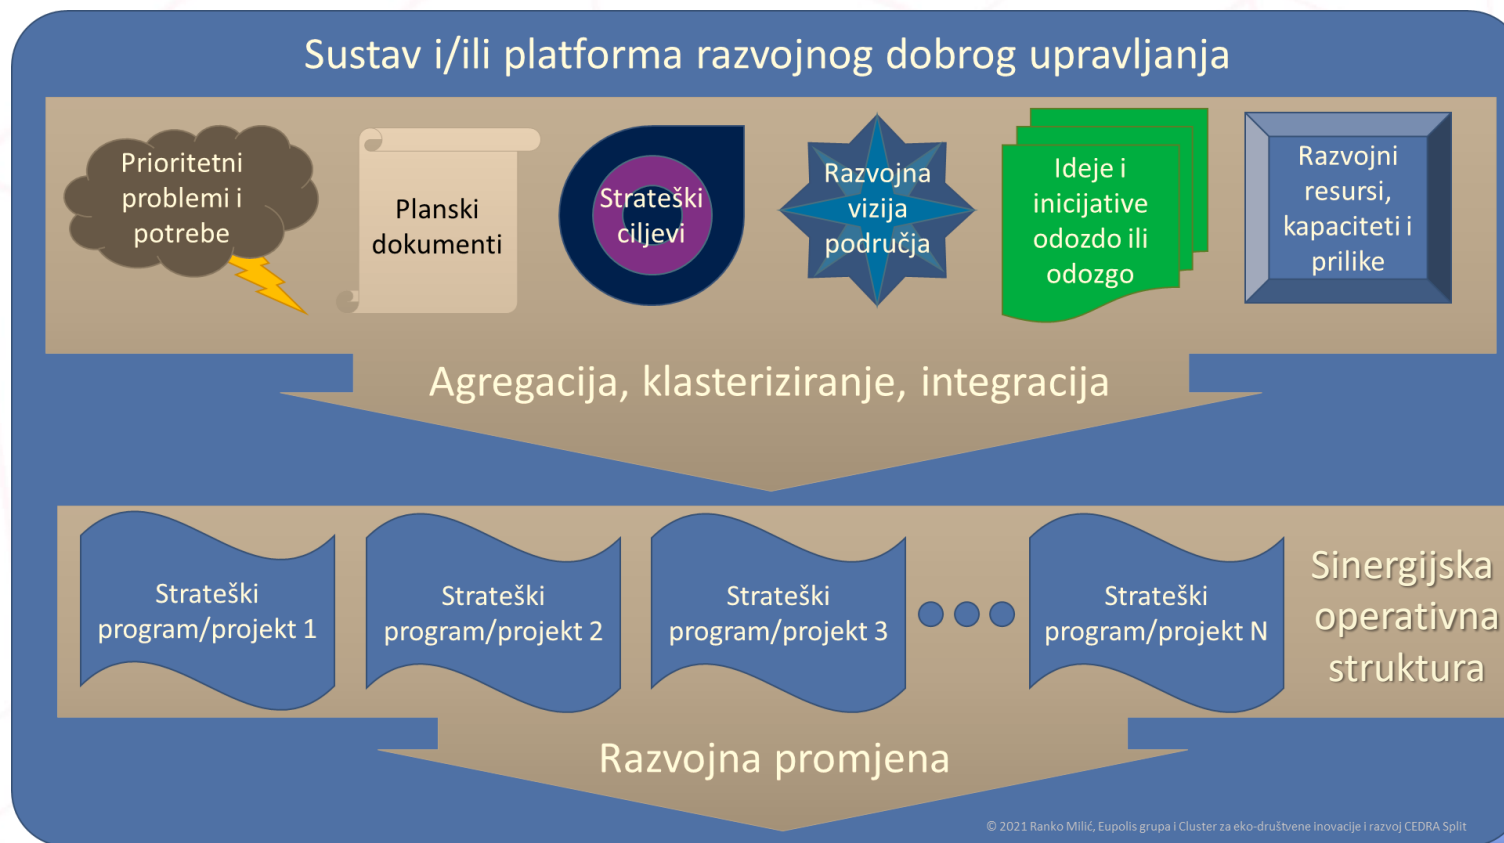 Sustav i/ili platforma razvojnog dobrog upravljanja
Prioritetni
problemi i
potrebe
Planski
dokumenti
Strateški
ciljevi
Razvojna
vizija
područja
Ideje i
inicijative
odozdo ili
odozgo
Razvojni
resursi,
kapaciteti i
prilike
Agregacija, klasteriziranje, integracija
Strateški
program/projekt 1
Strateški
program/projekt 2
Strateški
program/projekt 3
Strateški
program/projekt N
Sinergijska
operativna
struktura
Razvojna promjena
© 2021 Ranko Milić, Eupolis grupa i Cluster za eko-društvene inovacije i razvoj CEDRA Split